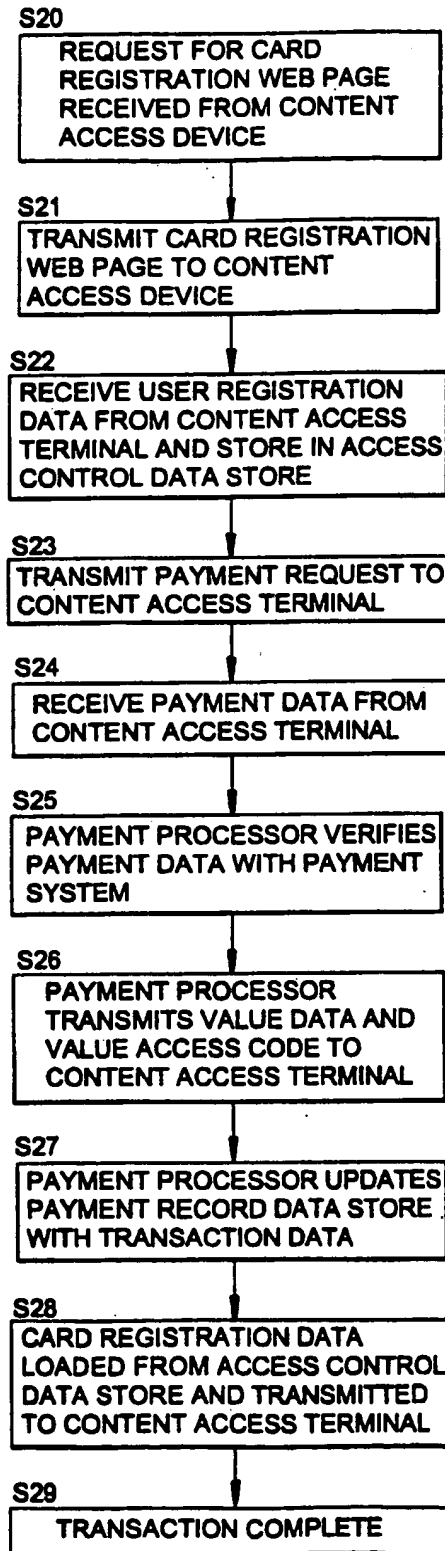 S20
REQUEST FOR CARD
REGISTRATION WEB PAGE
RECEIVED FROM CONTENT
ACCESS DEVICE
S21
TRANSMIT CARD REGISTRATION
WEB PAGE TO CONTENT
ACCESS DEVICE
S22
RECEIVE USER REGISTRATION
DATA FROM CONTENT ACCESS
TERMINAL AND STORE IN ACCESS
CONTROL DATA STORE
S23
TRANSMIT PAYMENT REQUEST TO
CONTENT ACCESS TERMINAL
S24
RECEIVE PAYMENT DATA FROM
CONTENT ACCESS TERMINAL
S25
PAYMENT PROCESSOR VERIFIES
PAYMENT DATA WITH PAYMENT
SYSTEM
S26
PAYMENT PROCESSOR
TRANSMITS VALUE DATA AND
VALUE ACCESS CODE TO
CONTENT ACCESS TERMINAL
S27
PAYMENT PROCESSOR UPDATES
PAYMENT RECORD DATA STORE
WITH TRANSACTION DATA
S28
CARD REGISTRATION DATA
LOADED FROM ACCESS CONTROL
DATA STORE AND TRANSMITTED
TO CONTENT ACCESS TERMINAL
S29
TRANSACTION COMPLETE